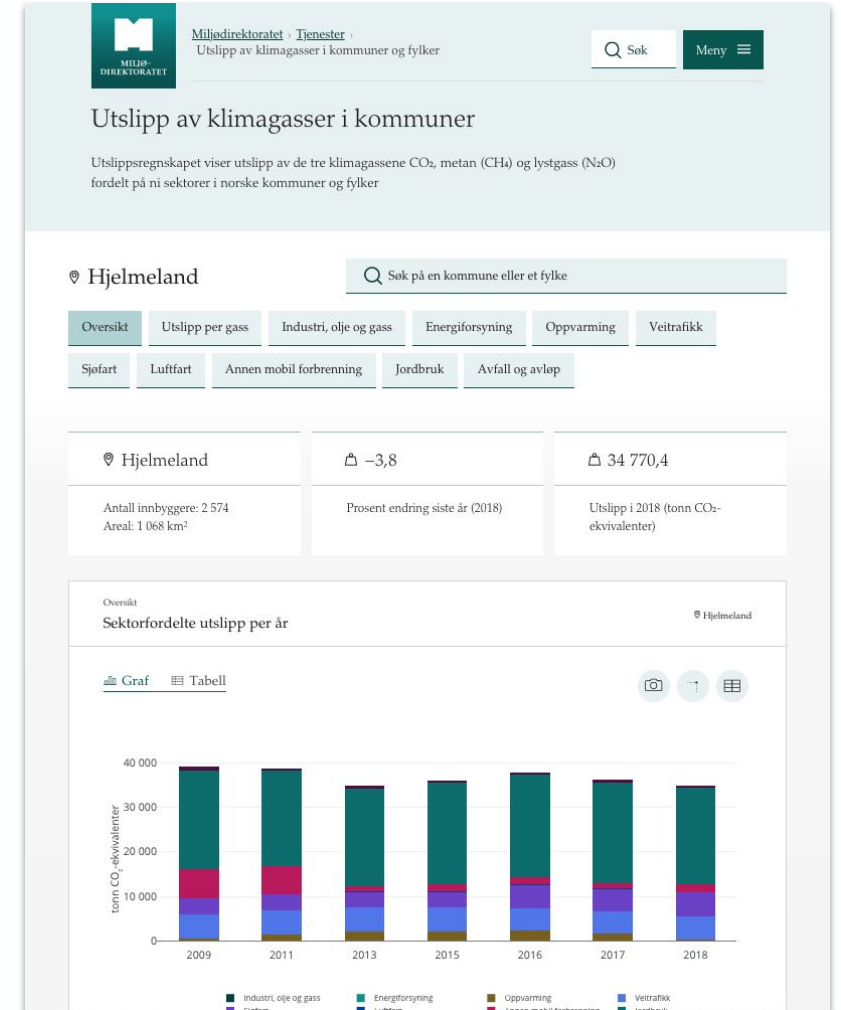 MILJØ-
DIREKTORATET
Miljødirektoratet › Tjenester ›
Utslipp av klimagasser i kommuner og fylker
Søk
Meny
Utslipp av klimagasser i kommuner
Utslippsregnskapet viser utslipp av de tre klimagassene CO₂, metan (CH₄) og lystgass (N₂O)
fordelt på ni sektorer i norske kommuner og fylker
Hjelmeland
Søk på en kommune eller et fylke
Oversikt Utslipp per gass Industri, olje og gass Energiforsyning Oppvarming Veitrafikk
Sjøfart Luftfart Annen mobil forbrenning Jordbruk Avfall og avløp
Hjelmeland
Antall innbyggere: 2 574
Areal: 1 068 km²
−3,8
Prosent endring siste år (2018)
34 770,4
Utslipp i 2018 (tonn CO₂-
ekvivalenter)
Oversikt
Sektorfordelte utslipp per år
Hjelmeland
Graf Tabell
tonn CO₂-ekvivalenter
40 000
30 000
20 000
10 000
0
2009 2011 2013 2015 2016 2017 2018
Industri, olje og gass Energiforsyning Oppvarming Veitrafikk